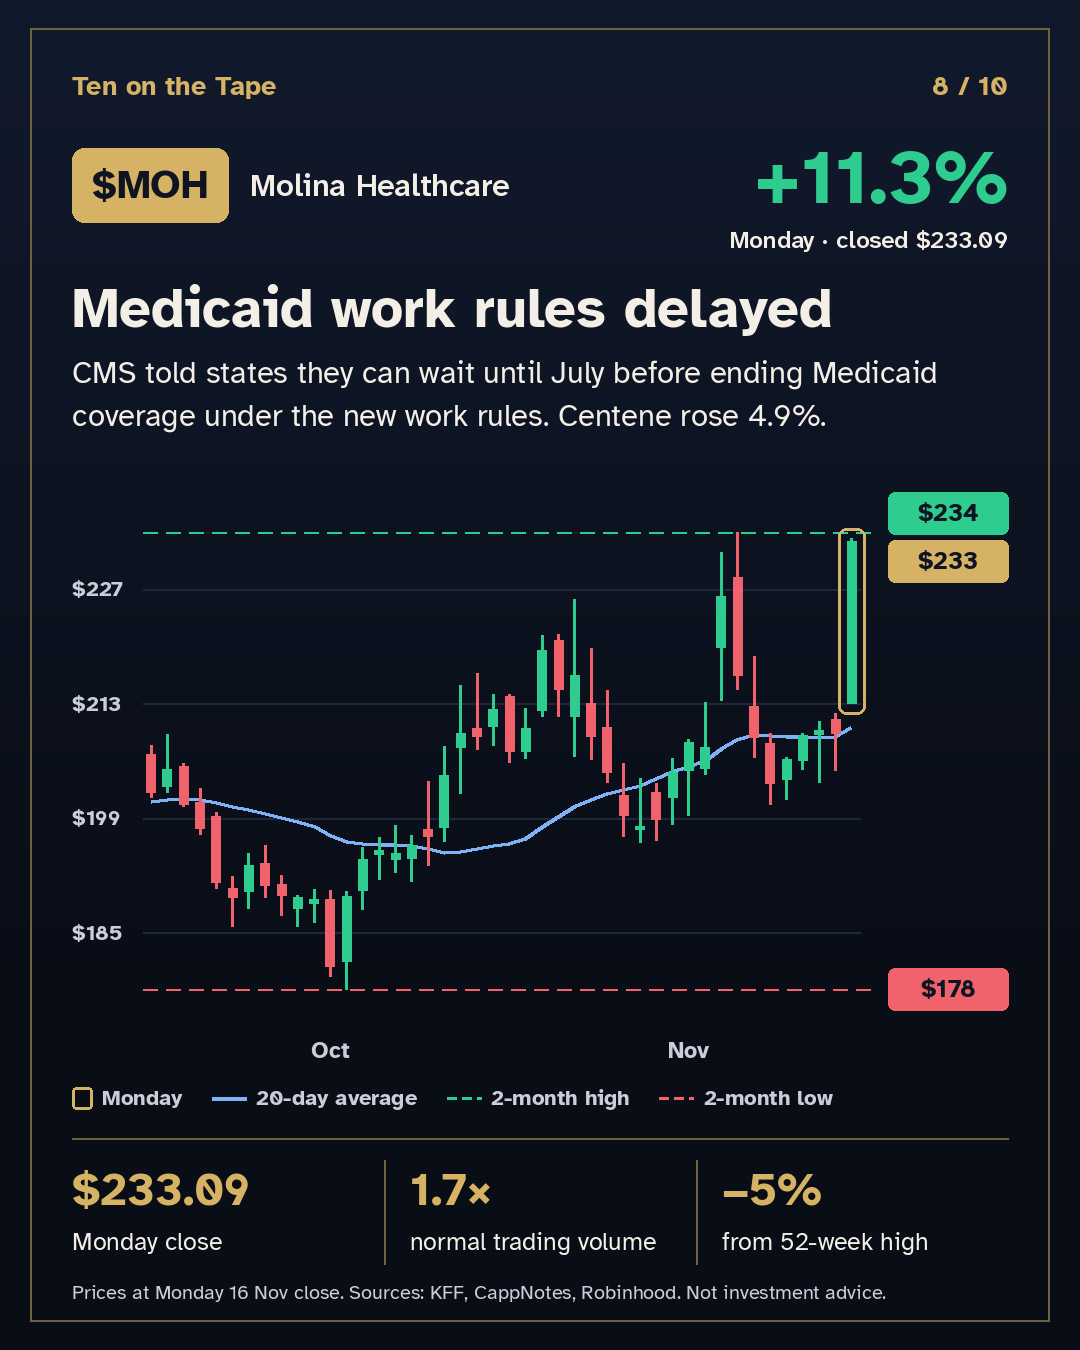 Ten on the Tape
8 / 10
$MOH
Molina Healthcare
+11.3%
Monday · closed $233.09
Medicaid work rules delayed
CMS told states they can wait until July before ending Medicaid
coverage under the new work rules. Centene rose 4.9%.
$234
$233
$227
$213
$199
$185
$178
Oct
Nov
Monday
20-day average
2-month high
2-month low
$233.09
Monday close
1.7×
normal trading volume
–5%
from 52-week high
Prices at Monday 16 Nov close. Sources: KFF, CappNotes, Robinhood. Not investment advice.